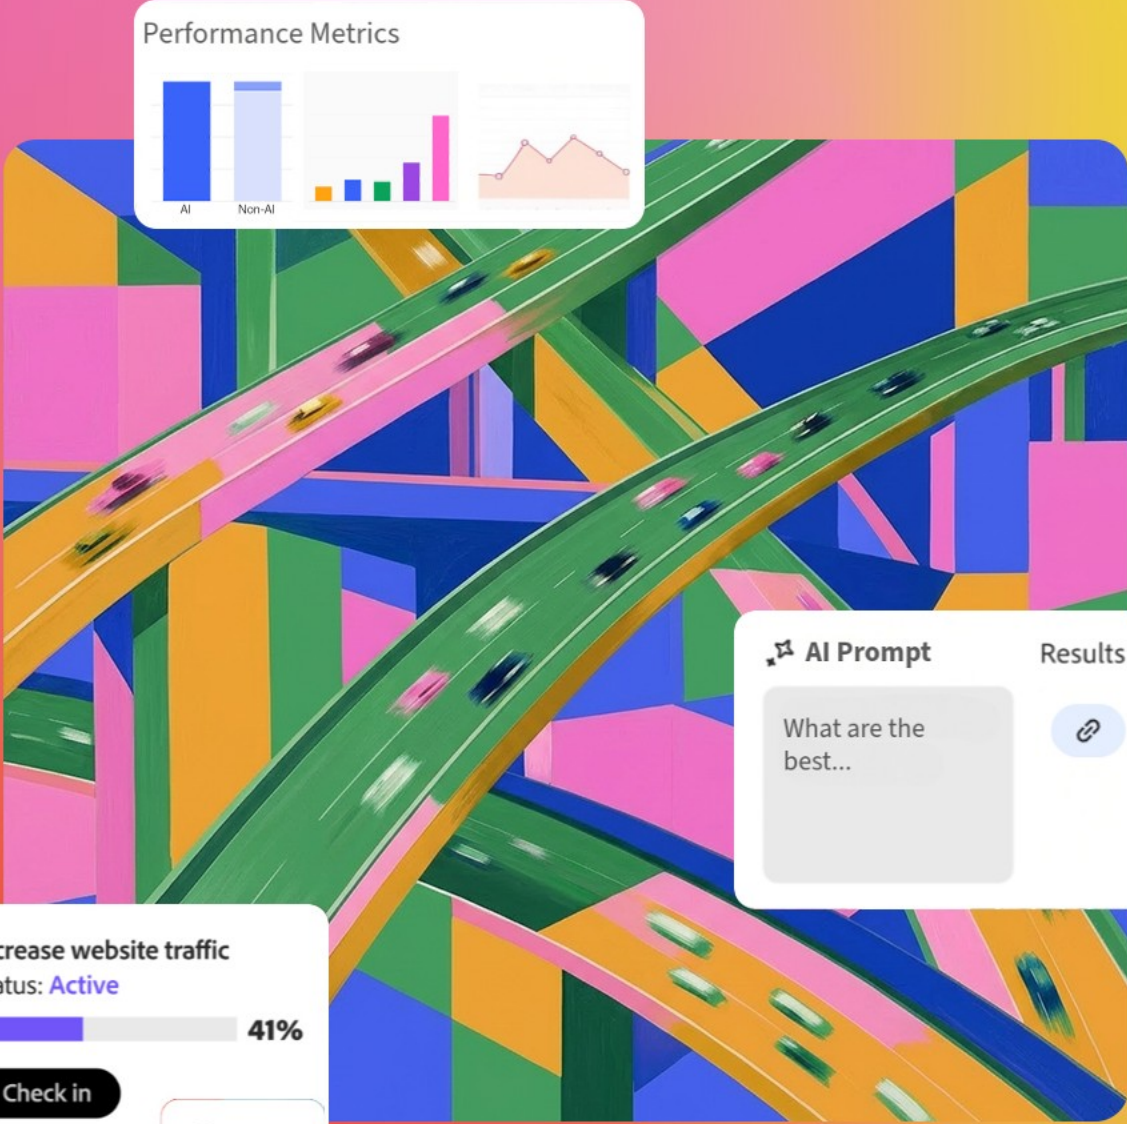 Performance Metrics
AI
Non-AI
AI Prompt
Results
What are the
best...
crease website traffic
atus: Active
41%
Check in